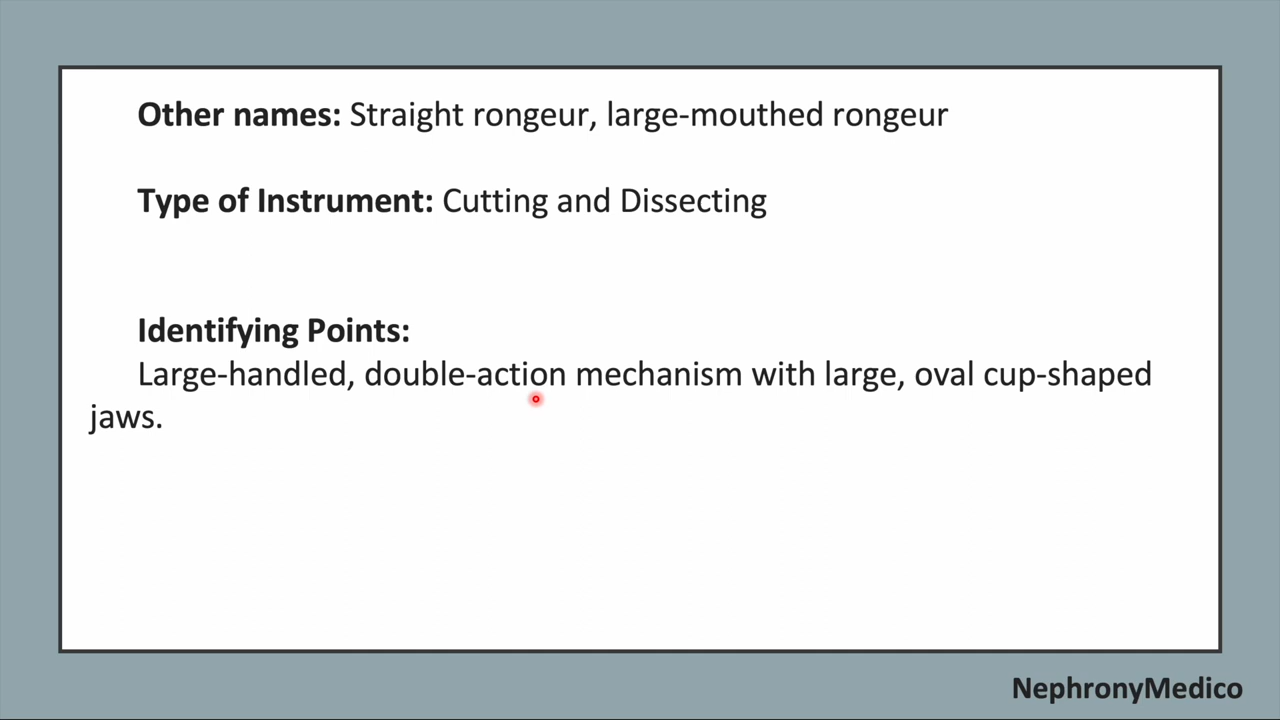 Other names: Straight rongeur, large-mouthed rongeur
Type of Instrument: Cutting and Dissecting
Identifying Points:
Large-handled, double-action mechanism with large, oval cup-shaped
jaws.
NephronyMedico